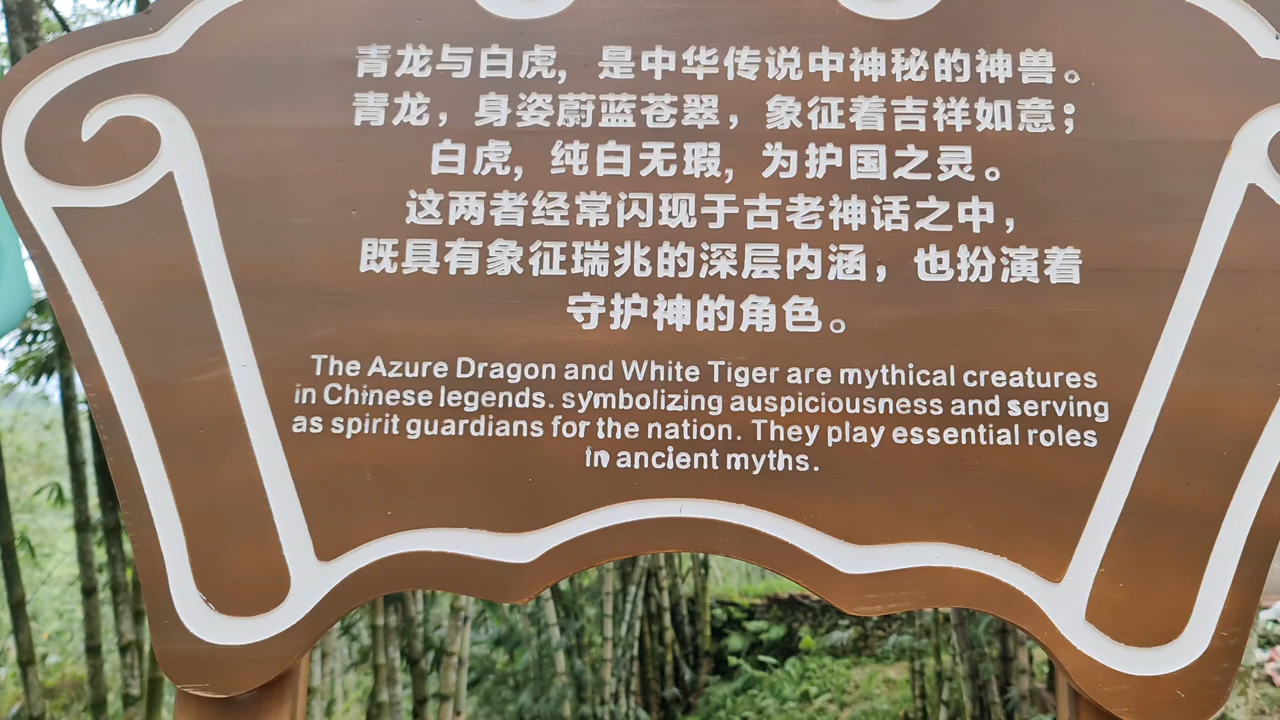 青龙与白虎，是中华传说中神秘的神兽。
青龙，身姿蔚蓝苍翠，象征着吉祥如意；
白虎，纯白无瑕，为护国之灵。
这两者经常闪现于古老神话之中，
既具有象征瑞兆的深层内涵，也扮演着
守护神的角色。
The Azure Dragon and White Tiger are mythical creatures
in Chinese legends. symbolizing auspiciousness and serving
as spirit guardians for the nation. They play essential roles
in ancient myths.